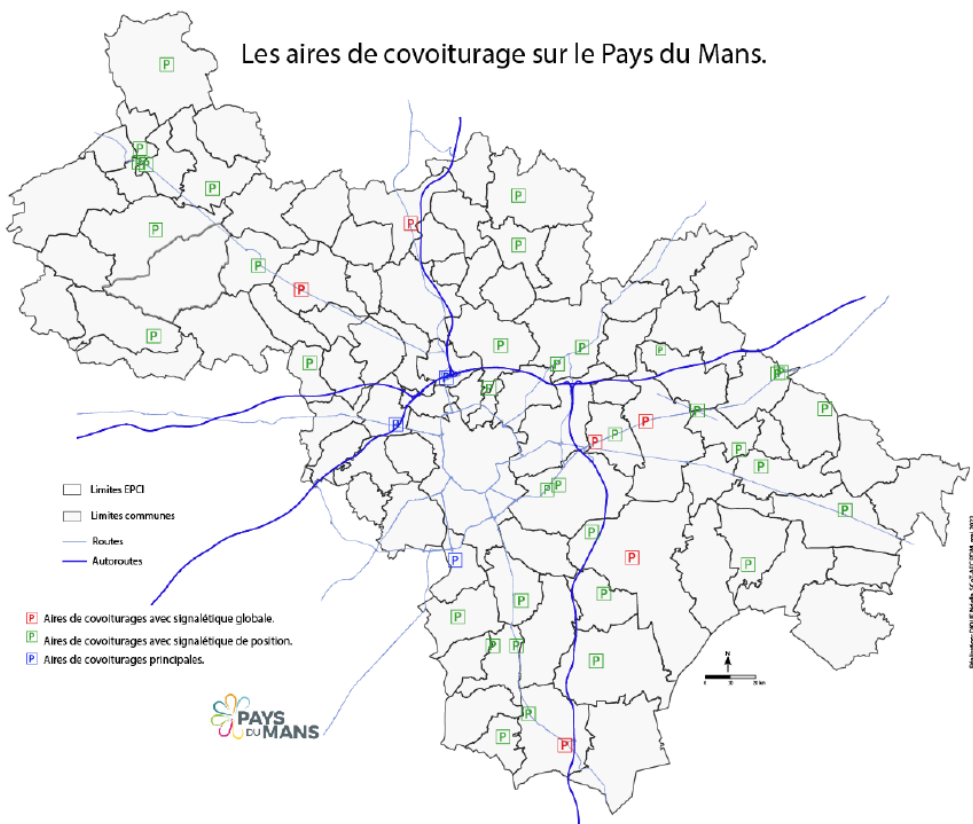 Les aires de covoiturage sur le Pays du Mans.
Limites EPCI
Limites communes
Routes
Autoroutes
P Aires de covoiturages avec signalétique globale.
P Aires de covoiturages avec signalétique de position.
P Aires de covoiturages principales.
PAYS
DU MANS
N